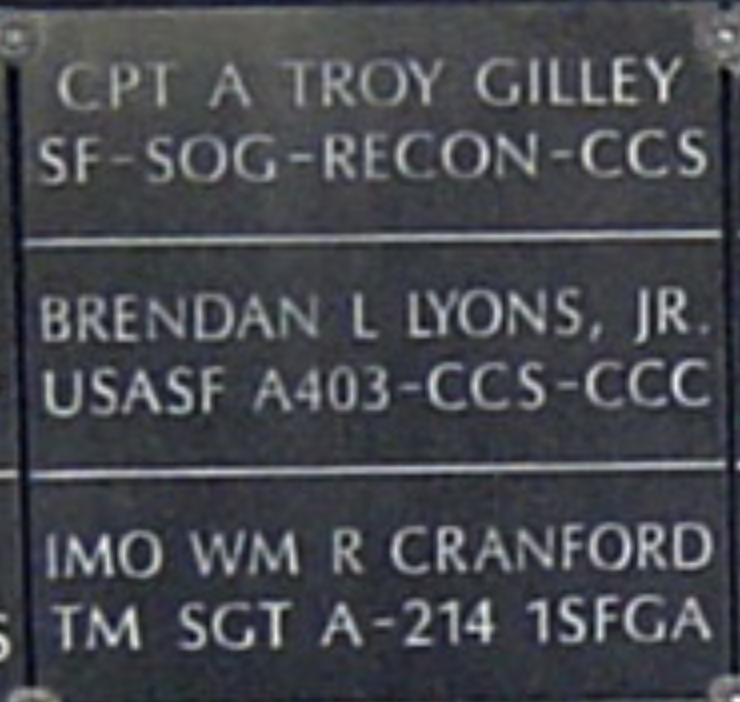 CPT A TROY GILLEY
SF-SOG-RECON-CCS
BRENDAN L LYONS, JR.
USASF A403-CCS-CCC
IMO WM R CRANFORD
TM SGT A-214 1SFGA